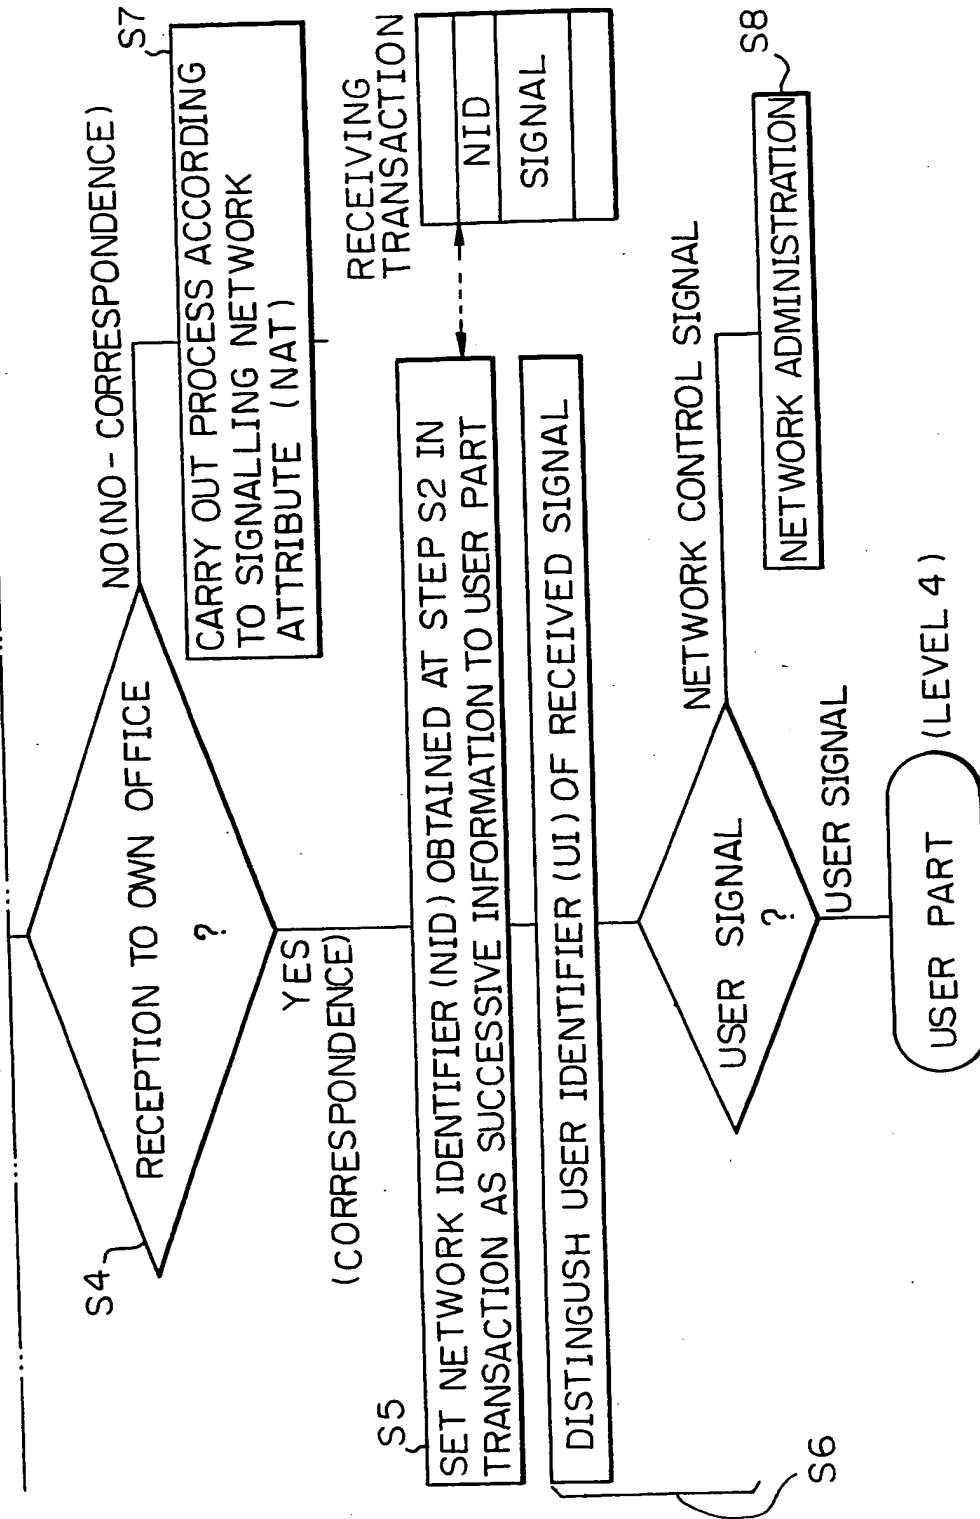 S4
RECEPTION TO OWN OFFICE
?
NO(NO-CORRESPONDENCE)
S7
CARRY OUT PROCESS ACCORDING
TO SIGNALLING NETWORK
ATTRIBUTE (NAT)
YES
(CORRESPONDENCE)
RECEIVING
TRANSACTION
NID
SIGNAL
S5
SET NETWORK IDENTIFIER (NID) OBTAINED AT STEP S2 IN
TRANSACTION AS SUCCESSIVE INFORMATION TO USER PART
DISTINGUSH USER IDENTIFIER (UI) OF RECEIVED SIGNAL
S6
USER SIGNAL
?
NETWORK CONTROL SIGNAL
S8
NETWORK ADMINISTRATION
USER SIGNAL
USER PART
(LEVEL 4)